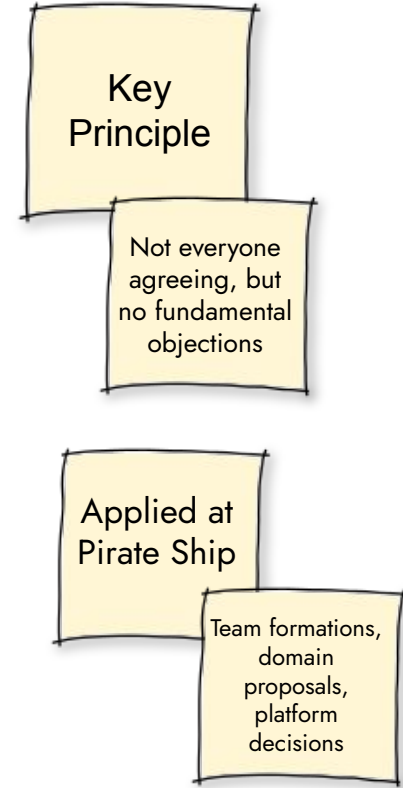 Key
Principle
Not everyone
agreeing, but
no fundamental
objections
Applied at
Pirate Ship
Team formations,
domain
proposals,
platform
decisions